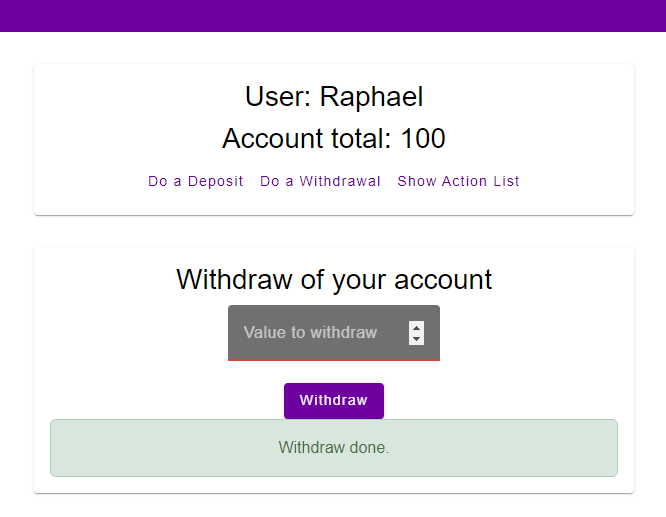 User: Raphael
Account total: 100
Do a Deposit Do a Withdrawal Show Action List
Withdraw of your account
Value to withdraw
Withdraw
Withdraw done.